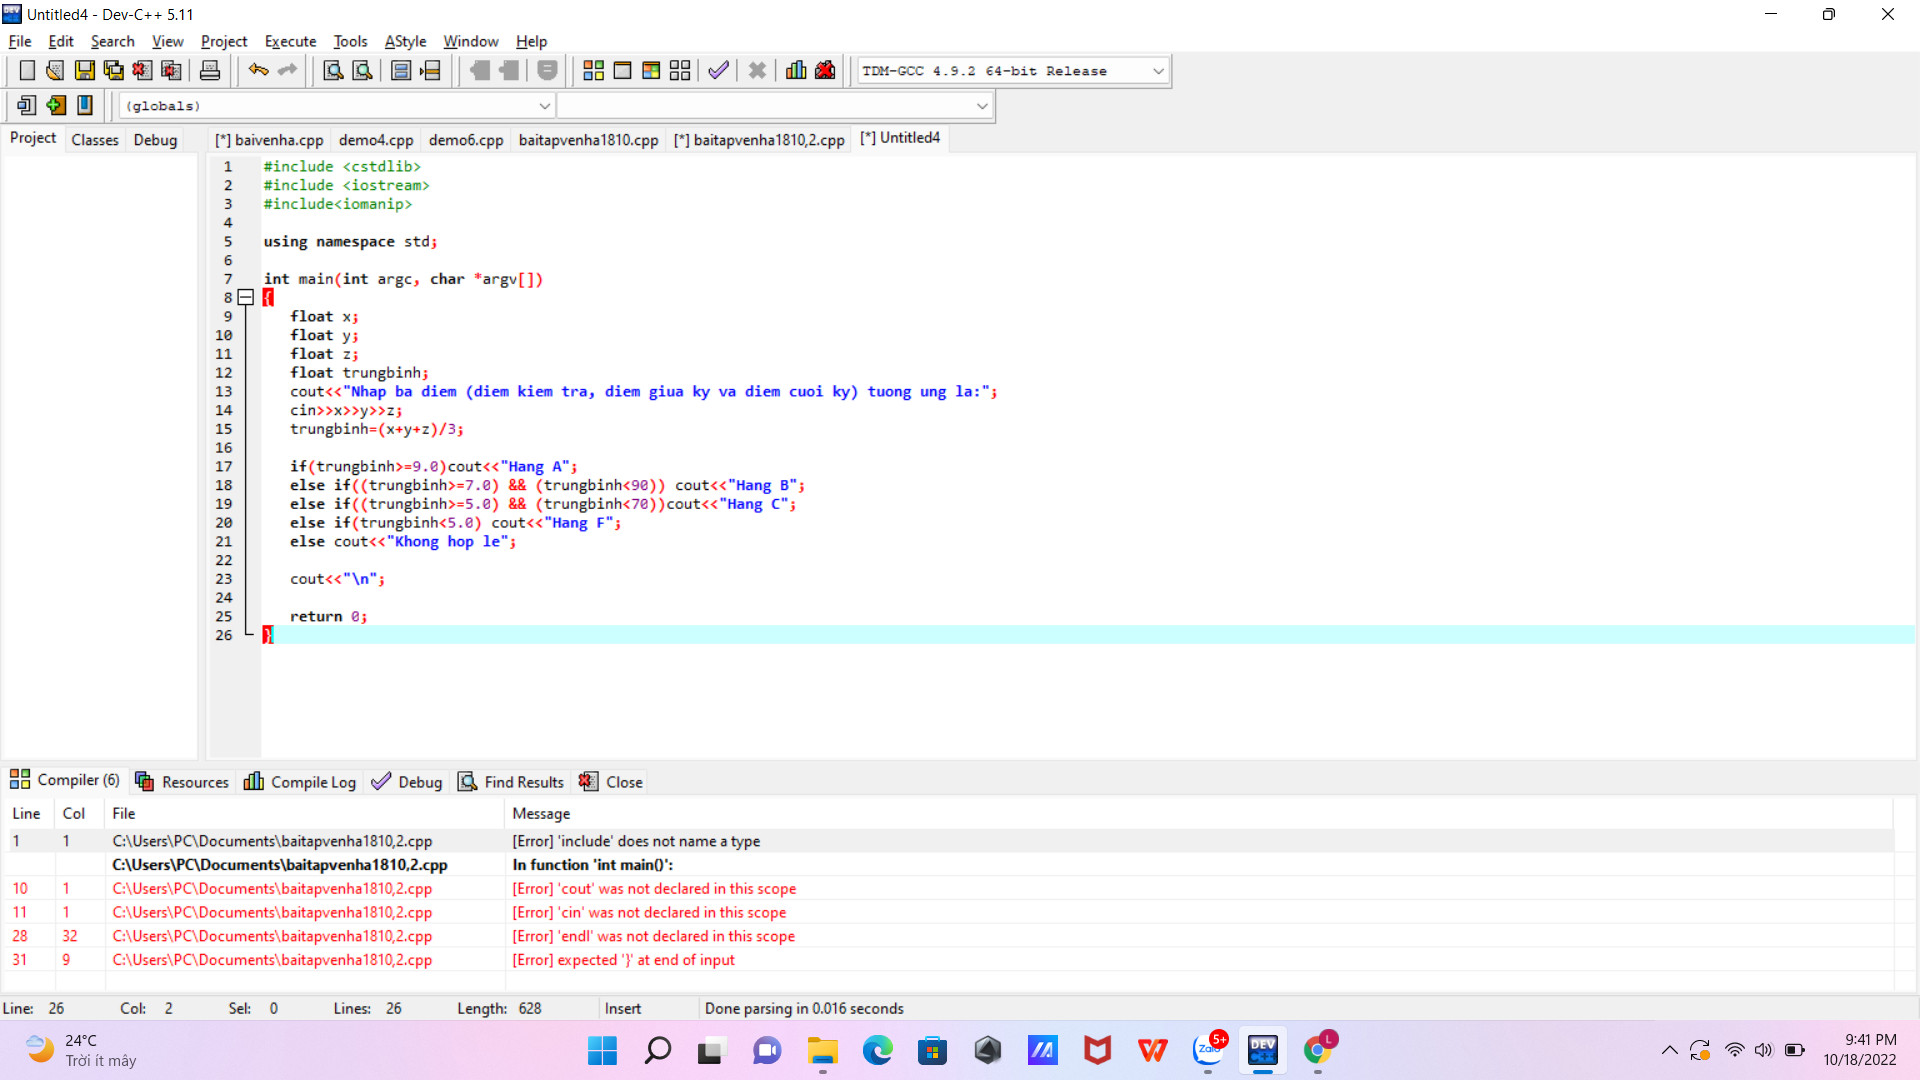 Untitled4 - Dev-C++ 5.11
File Edit Search View Project Execute Tools AStyle Window Help
TDM-GCC 4.9.2 64-bit Release
(globals)
Project Classes Debug [*] baivenha.cpp demo4.cpp demo6.cpp baitapvenha1810.cpp [*] baitapvenha1810,2.cpp [*] Untitled4
1 #include <cstdlib>
2 #include <iostream>
3 #include<iomanip>
4
5 using namespace std;
6
7 int main(int argc, char *argv[])
8 {
9 float x;
10 float y;
11 float z;
12 float trungbinh;
13 cout<<"Nhap ba diem (diem kiem tra, diem giua ky va diem cuoi ky) tuong ung la:";
14 cin>>x>>y>>z;
15 trungbinh=(x+y+z)/3;
16
17 if(trungbinh>=9.0)cout<<"Hang A";
18 else if((trungbinh>=7.0) && (trungbinh<90)) cout<<"Hang B";
19 else if((trungbinh>=5.0) && (trungbinh<70))cout<<"Hang C";
20 else if(trungbinh<5.0) cout<<"Hang F";
21 else cout<<"Khong hop le";
22
23 cout<<"\n";
24
25 return 0;
26 }
Compiler (6) Resources Compile Log Debug Find Results Close
Line Col File Message
1 1 C:\Users\PC\Documents\baitapvenha1810,2.cpp [Error] 'include' does not name a type
C:\Users\PC\Documents\baitapvenha1810,2.cpp In function 'int main()':
10 1 C:\Users\PC\Documents\baitapvenha1810,2.cpp [Error] 'cout' was not declared in this scope
11 1 C:\Users\PC\Documents\baitapvenha1810,2.cpp [Error] 'cin' was not declared in this scope
28 32 C:\Users\PC\Documents\baitapvenha1810,2.cpp [Error] 'endl' was not declared in this scope
31 9 C:\Users\PC\Documents\baitapvenha1810,2.cpp [Error] expected '}' at end of input
Line: 26 Col: 2 Sel: 0 Lines: 26 Length: 628 Insert Done parsing in 0.016 seconds
24°C
Trời ít mây
Zalo 5+
DEV C++
L
9:41 PM
10/18/2022